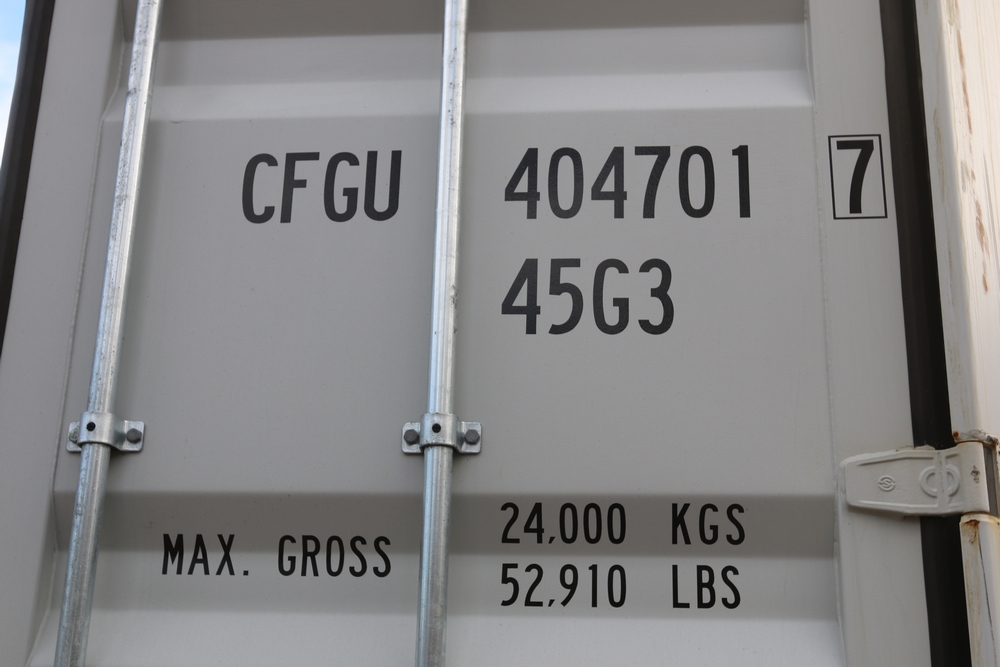 CFGU 404701 7
45G3
MAX. GROSS 24,000 KGS
52,910 LBS